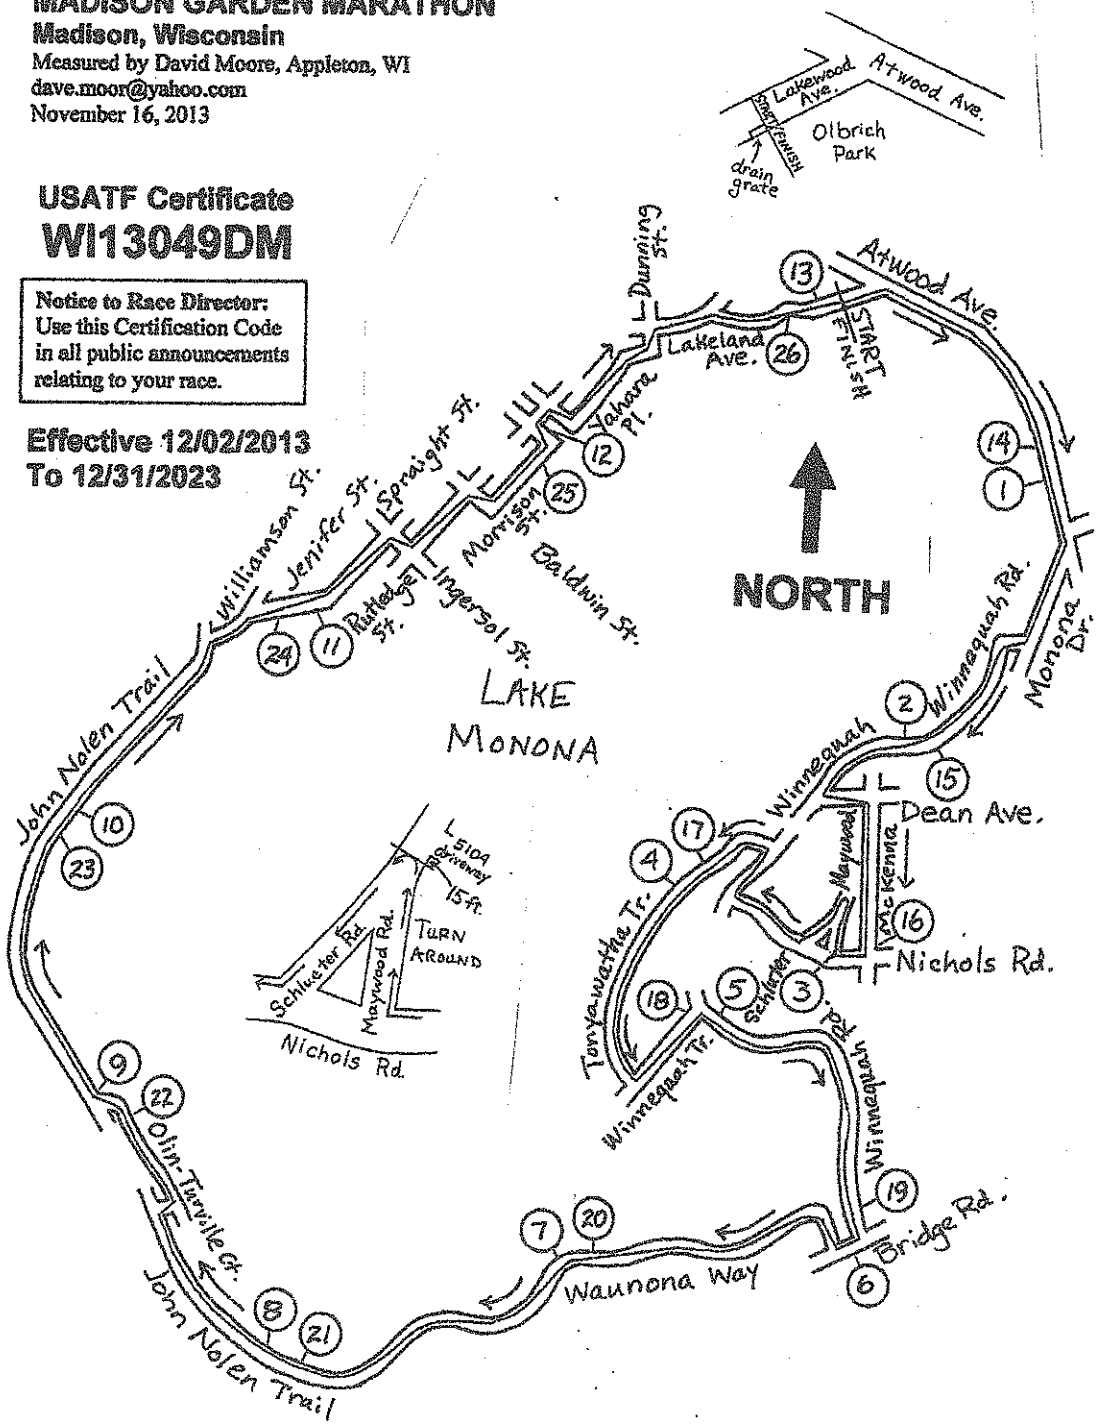 MADISON GARDEN MARATHON
Madison, Wisconsin
Measured by David Moore, Appleton, WI
dave.moor@yahoo.com
November 16, 2013
Lakewood
Ave.
Atwood Ave.
START/FINISH
Olbrich
Park
drain
grate
USATF Certificate
WI13049DM
Notice to Race Director:
Use this Certification Code
in all public announcements
relating to your race.
Effective 12/02/2013
To 12/31/2023
Dunning
St.
13
Atwood Ave.
START
FINISH
Lakeland
Ave.
26
Yahara
Pl.
12
25
14
1
Williamson St.
Jenifer St.
Spraight St.
Morrison
St.
Baldwin St.
Rutledge
St.
Ingersol St.
NORTH
24
11
LAKE
MONONA
Winnequah Rd.
Monona
Dr.
2
15
John Nolen Trail
10
23
Winnequah
Dean Ave.
Maywood
McKenna
17
4
16
Nichols Rd.
5104
driveway
15 ft.
TURN
AROUND
Schlueter Rd
Maywood Rd.
Nichols Rd.
Tonyawatha Tr.
18
5
Schluter
3
Winnequah Tr.
Winnequah Rd.
9
22
Olin-Turville Ct.
19
Bridge Rd.
6
7
20
Waunona Way
8
21
John Nolen Trail